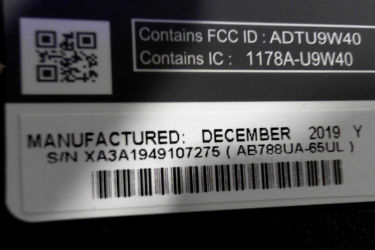 Contains FCC ID : ADTU9W40
Contains IC : 1178A-U9W40
MANUFACTURED: DECEMBER 2019 Y
S/N XA3A1949107275 ( AB788UA-65UL )